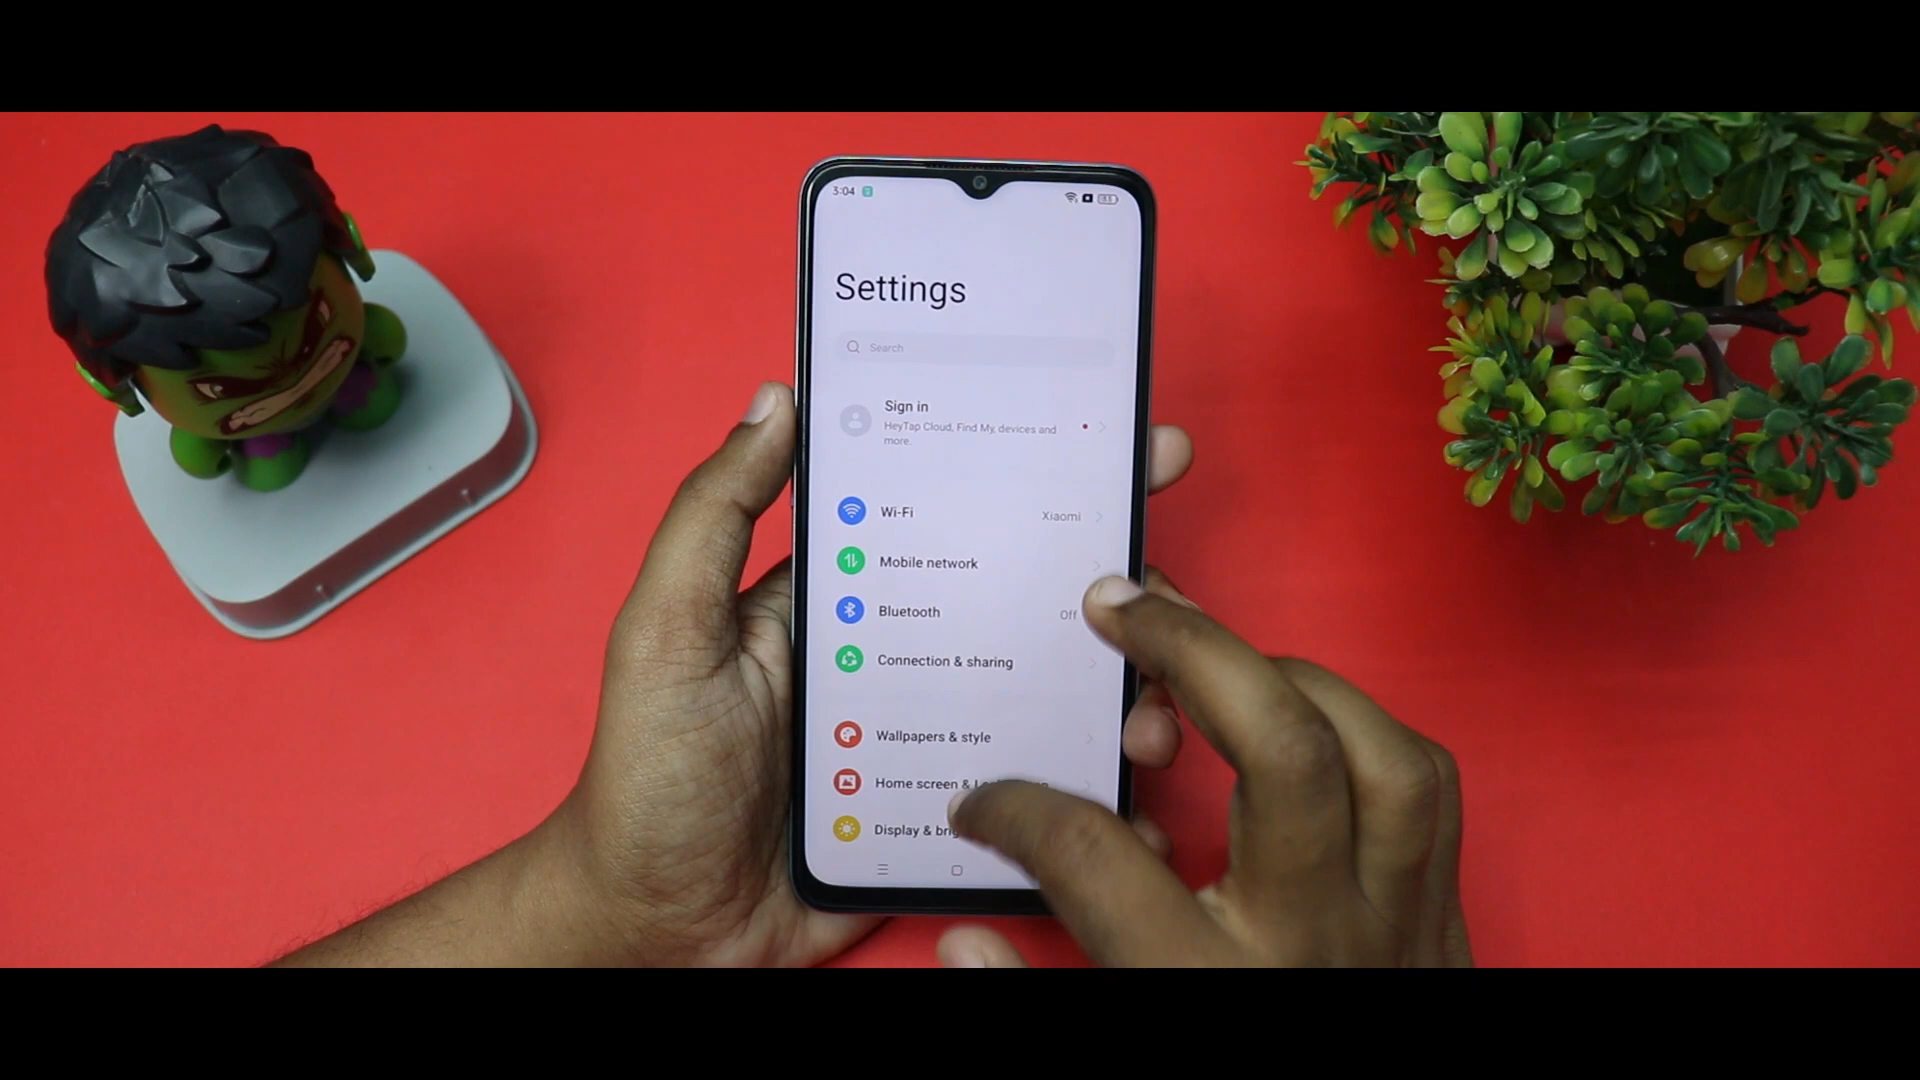 3:04
Settings
Search
Sign in
HeyTap Cloud, Find My, devices and
more.
Wi-Fi Xiaomi
Mobile network
Bluetooth Off
Connection & sharing
Wallpapers & style
Home screen &
Display &